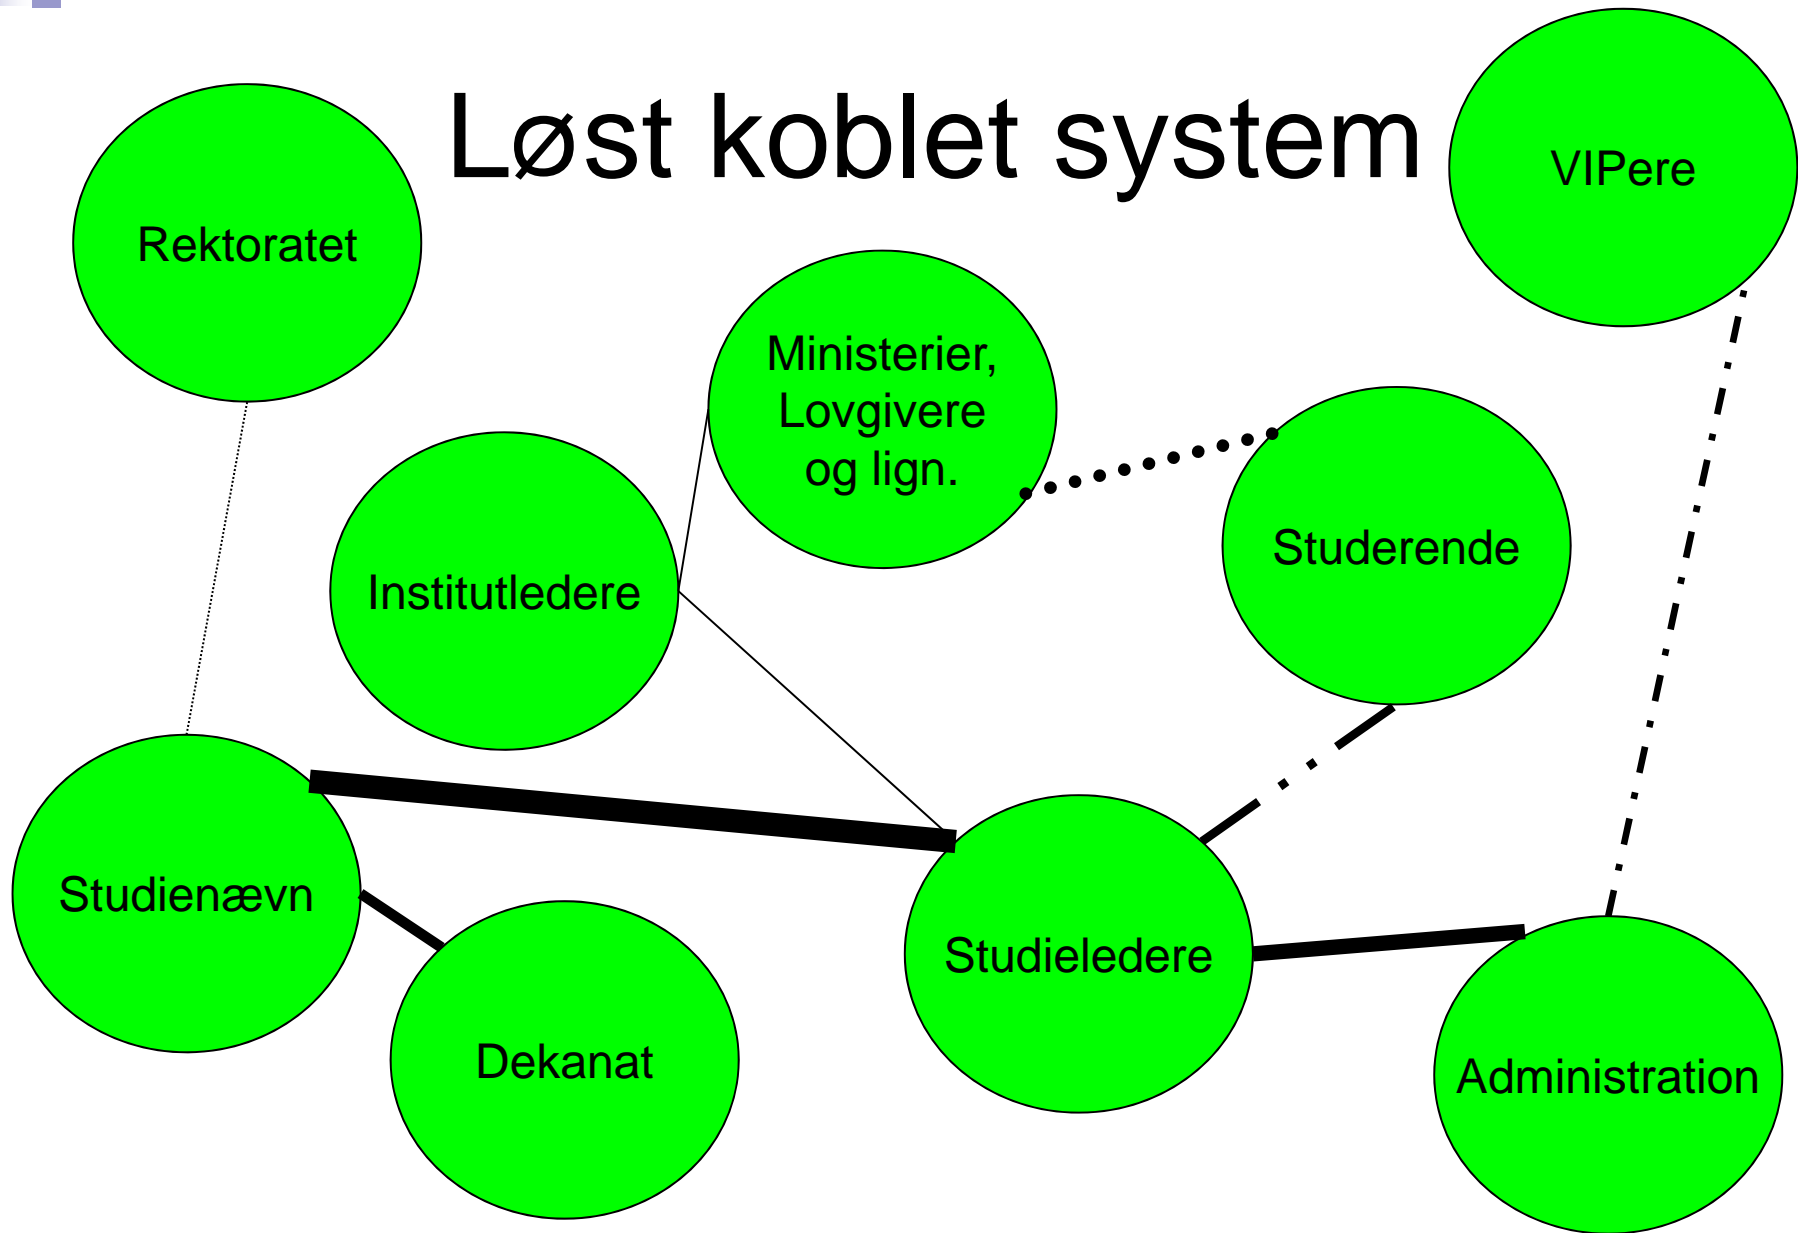 Løst koblet system
VIPere
Rektoratet
Ministerier,
Lovgivere
og lign.
Studerende
Institutledere
Studienævn
Studieledere
Dekanat
Administration